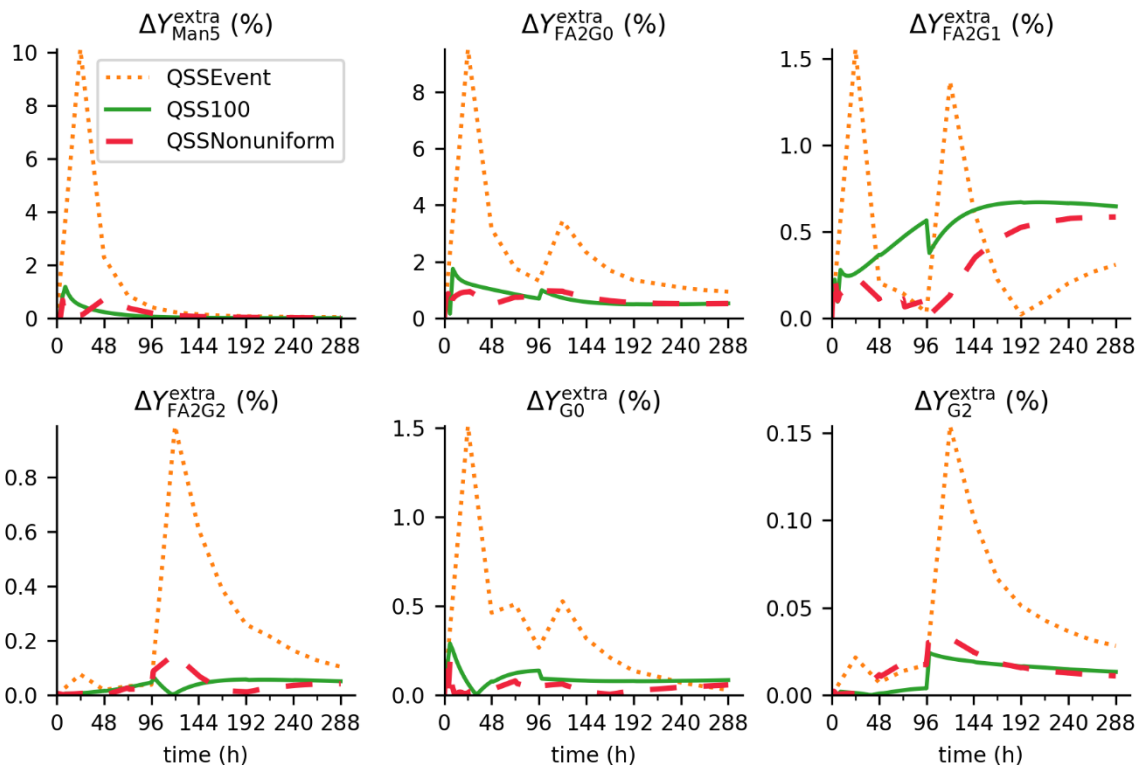 ΔY^extra_Man5 (%)
ΔY^extra_FA2G0 (%)
ΔY^extra_FA2G1 (%)
10
8
6
4
2
0
QSSEvent
QSS100
QSSNonuniform
0 48 96 144 192 240 288
8
6
4
2
0
0 48 96 144 192 240 288
1.5
1.0
0.5
0.0
0 48 96 144 192 240 288
ΔY^extra_FA2G2 (%)
ΔY^extra_G0 (%)
ΔY^extra_G2 (%)
0.8
0.6
0.4
0.2
0.0
0 48 96 144 192 240 288
time (h)
1.5
1.0
0.5
0.0
0 48 96 144 192 240 288
time (h)
0.15
0.10
0.05
0.00
0 48 96 144 192 240 288
time (h)